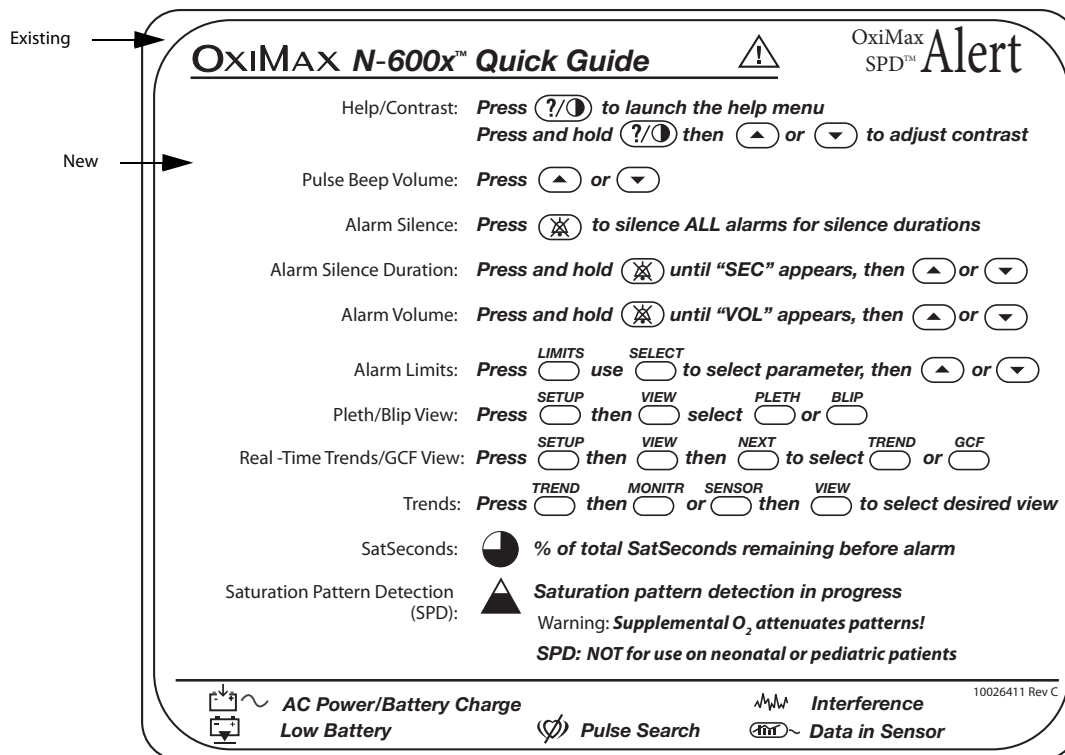 Existing
OXIMAX N-600x™ Quick Guide
OxiMax
SPD™ Alert
New
Help/Contrast: Press ?/ to launch the help menu
Press and hold ?/ then or to adjust contrast
Pulse Beep Volume: Press or
Alarm Silence: Press to silence ALL alarms for silence durations
Alarm Silence Duration: Press and hold until “SEC” appears, then or
Alarm Volume: Press and hold until “VOL” appears, then or
LIMITS SELECT
Alarm Limits: Press use to select parameter, then or
SETUP VIEW PLETH BLIP
Pleth/Blip View: Press then select or
SETUP VIEW NEXT TREND GCF
Real -Time Trends/GCF View: Press then then to select or
TREND MONITR SENSOR VIEW
Trends: Press then or then to select desired view
SatSeconds: % of total SatSeconds remaining before alarm
Saturation Pattern Detection
(SPD):
Saturation pattern detection in progress
Warning: Supplemental O2 attenuates patterns!
SPD: NOT for use on neonatal or pediatric patients
10026411 Rev C
AC Power/Battery Charge Interference
Low Battery Pulse Search Data in Sensor